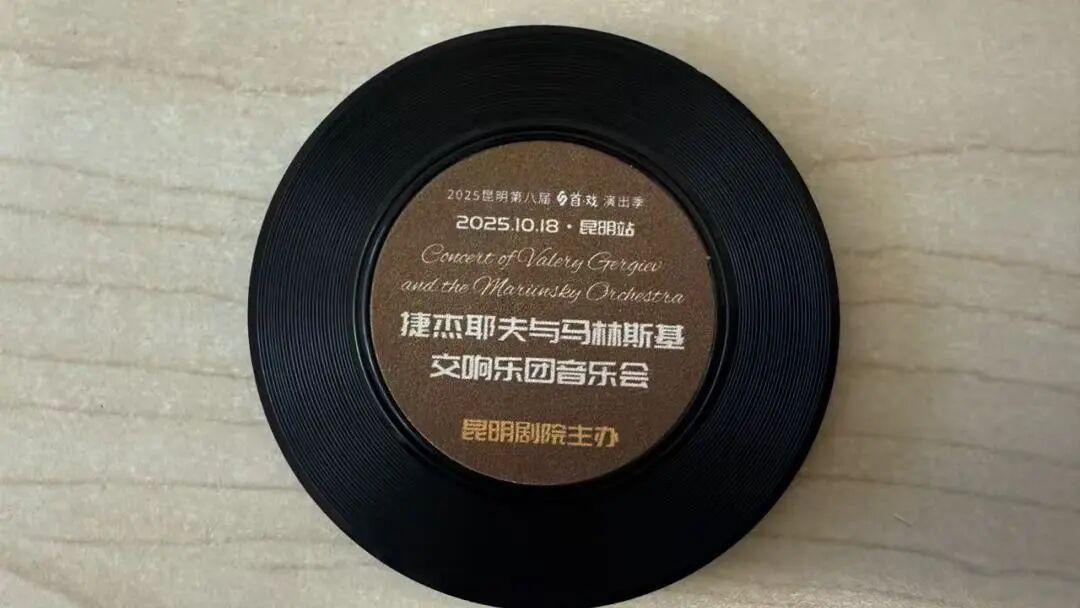 2025昆明第八届 首·戏 演出季
2025.10.18·昆明站
Concert of Valery Gergiev
and the Mariinsky Orchestra
捷杰耶夫与马林斯基
交响乐团音乐会
昆明剧院主办